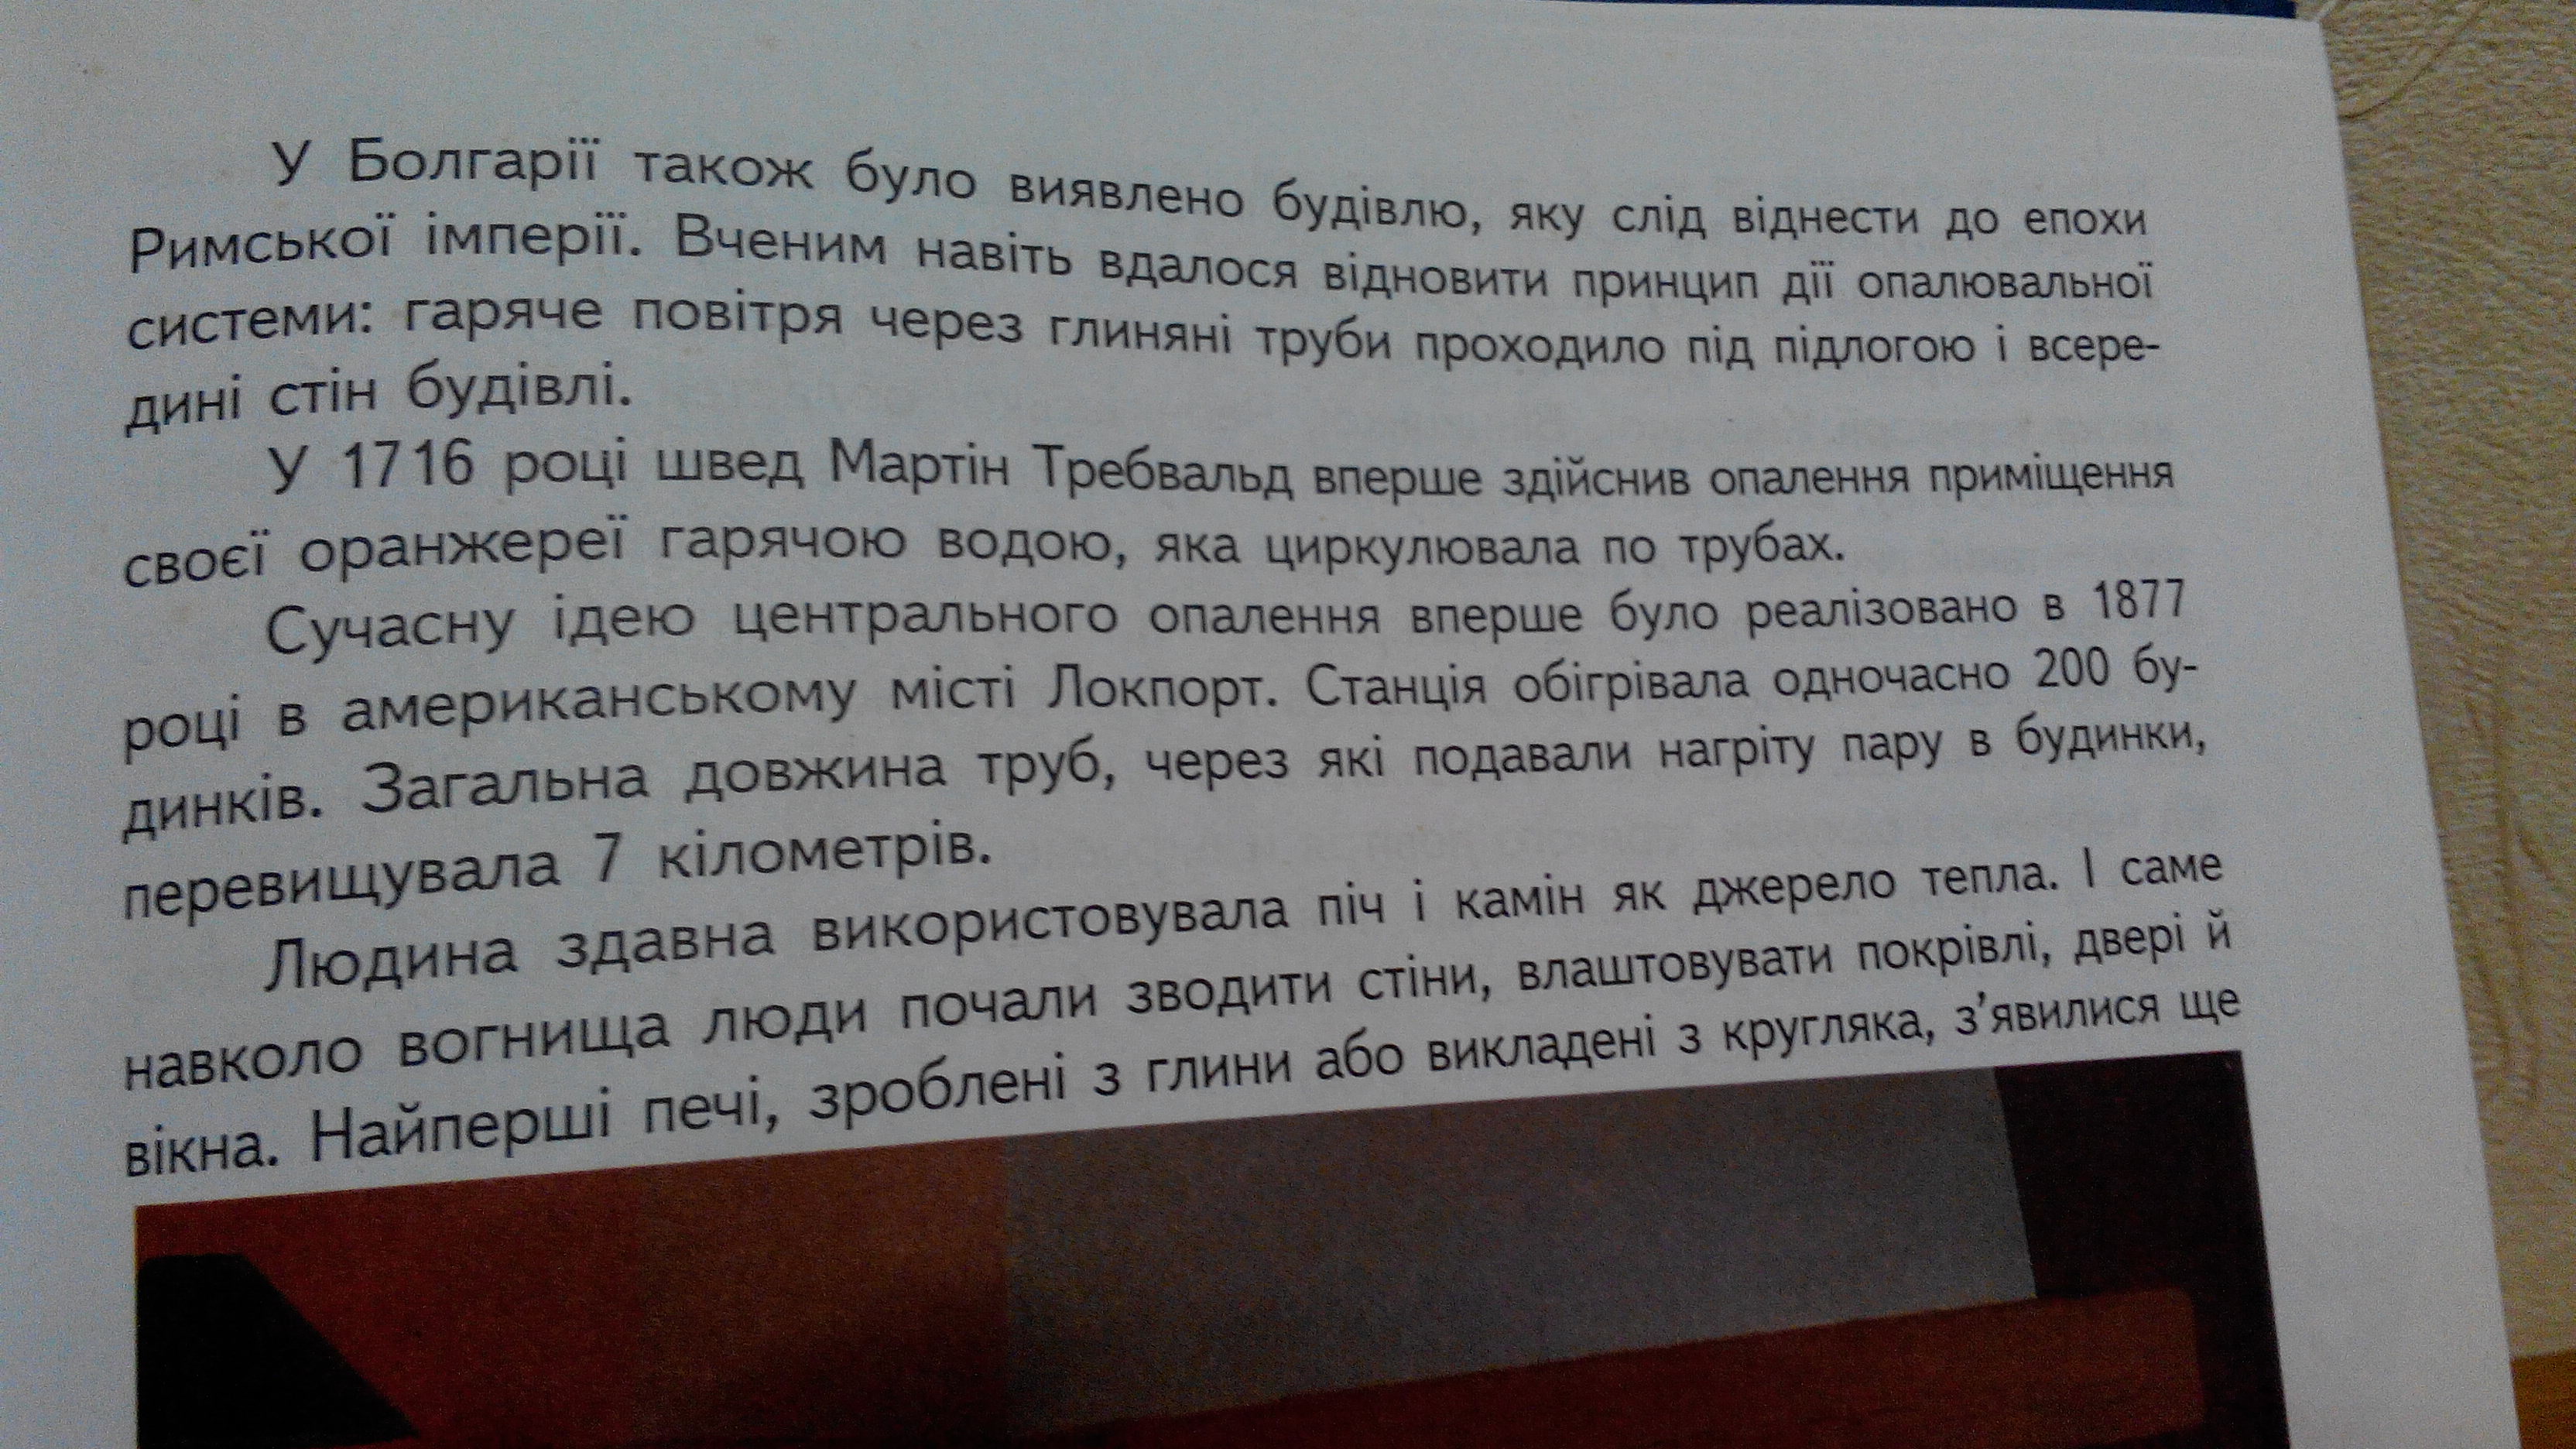 У Болгарії також було виявлено будівлю, яку слід віднести до епохи
Римської імперії. Вченим навіть вдалося відновити принцип дії опалювальної
системи: гаряче повітря через глиняні труби проходило під підлогою і всере-
дині стін будівлі.
У 1716 році швед Мартін Требвальд вперше здійснив опалення приміщення
своєї оранжереї гарячою водою, яка циркулювала по трубах.
Сучасну ідею центрального опалення вперше було реалізовано в 1877
році в американському місті Локпорт. Станція обігрівала одночасно 200 бу-
динків. Загальна довжина труб, через які подавали нагріту пару в будинки,
перевищувала 7 кілометрів.
Людина здавна використовувала піч і камін як джерело тепла. І саме
навколо вогнища люди почали зводити стіни, влаштовувати покрівлі, двері й
вікна. Найперші печі, зроблені з глини або викладені з кругляка, з’явилися ще